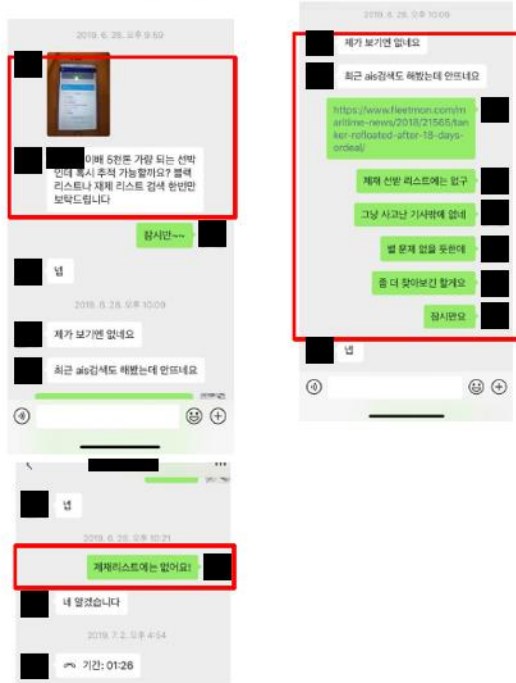 2019. 6. 28. 오후 9:59
이배 5천톤 가량 되는 선박
인데 혹시 추적 가능할까요? 블랙
리스트나 재제 리스트 검색 한번만
보탁드립니다
잠시만~~
넵
2019. 6. 28. 오후 10:09
제가 보기엔 없네요
최근 ais검색도 해봤는데 안뜨네요
2019. 6. 28. 오후 10:09
제가 보기엔 없네요
최근 ais검색도 해봤는데 안뜨네요
https://www.fleetmon.com/m
aritime-news/2018/21565/tan
ker-refloated-after-18-days-
ordeal/
제재 선박 리스트에는 없구
그냥 사고난 기사밖에 없네
별 문제 없을 듯한데
좀 더 찾아보긴 할게요
잠시만요
넵
넵
2019. 6. 28. 오후 10:21
제재리스트에는 없어요!
네 알겠습니다
2019. 7. 2. 오후 4:54
기간: 01:26